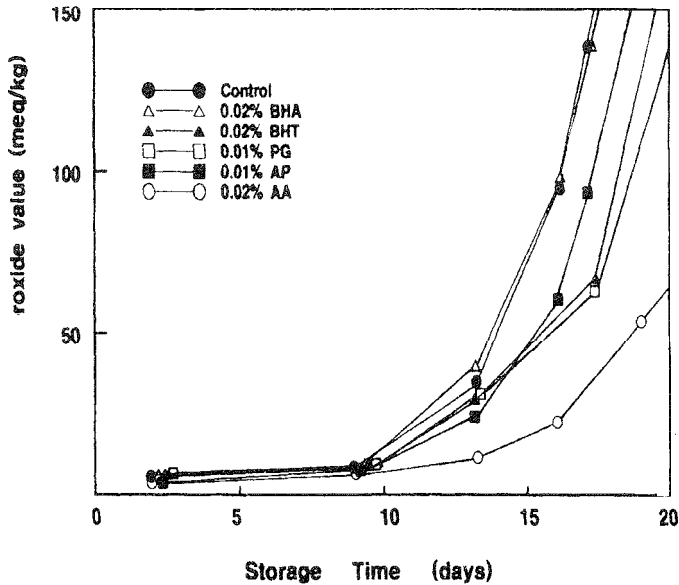 150
100
50
roxide value (meq/kg)
Control
0.02% BHA
0.02% BHT
0.01% PG
0.01% AP
0.02% AA
0 5 10 15 20
Storage Time (days)